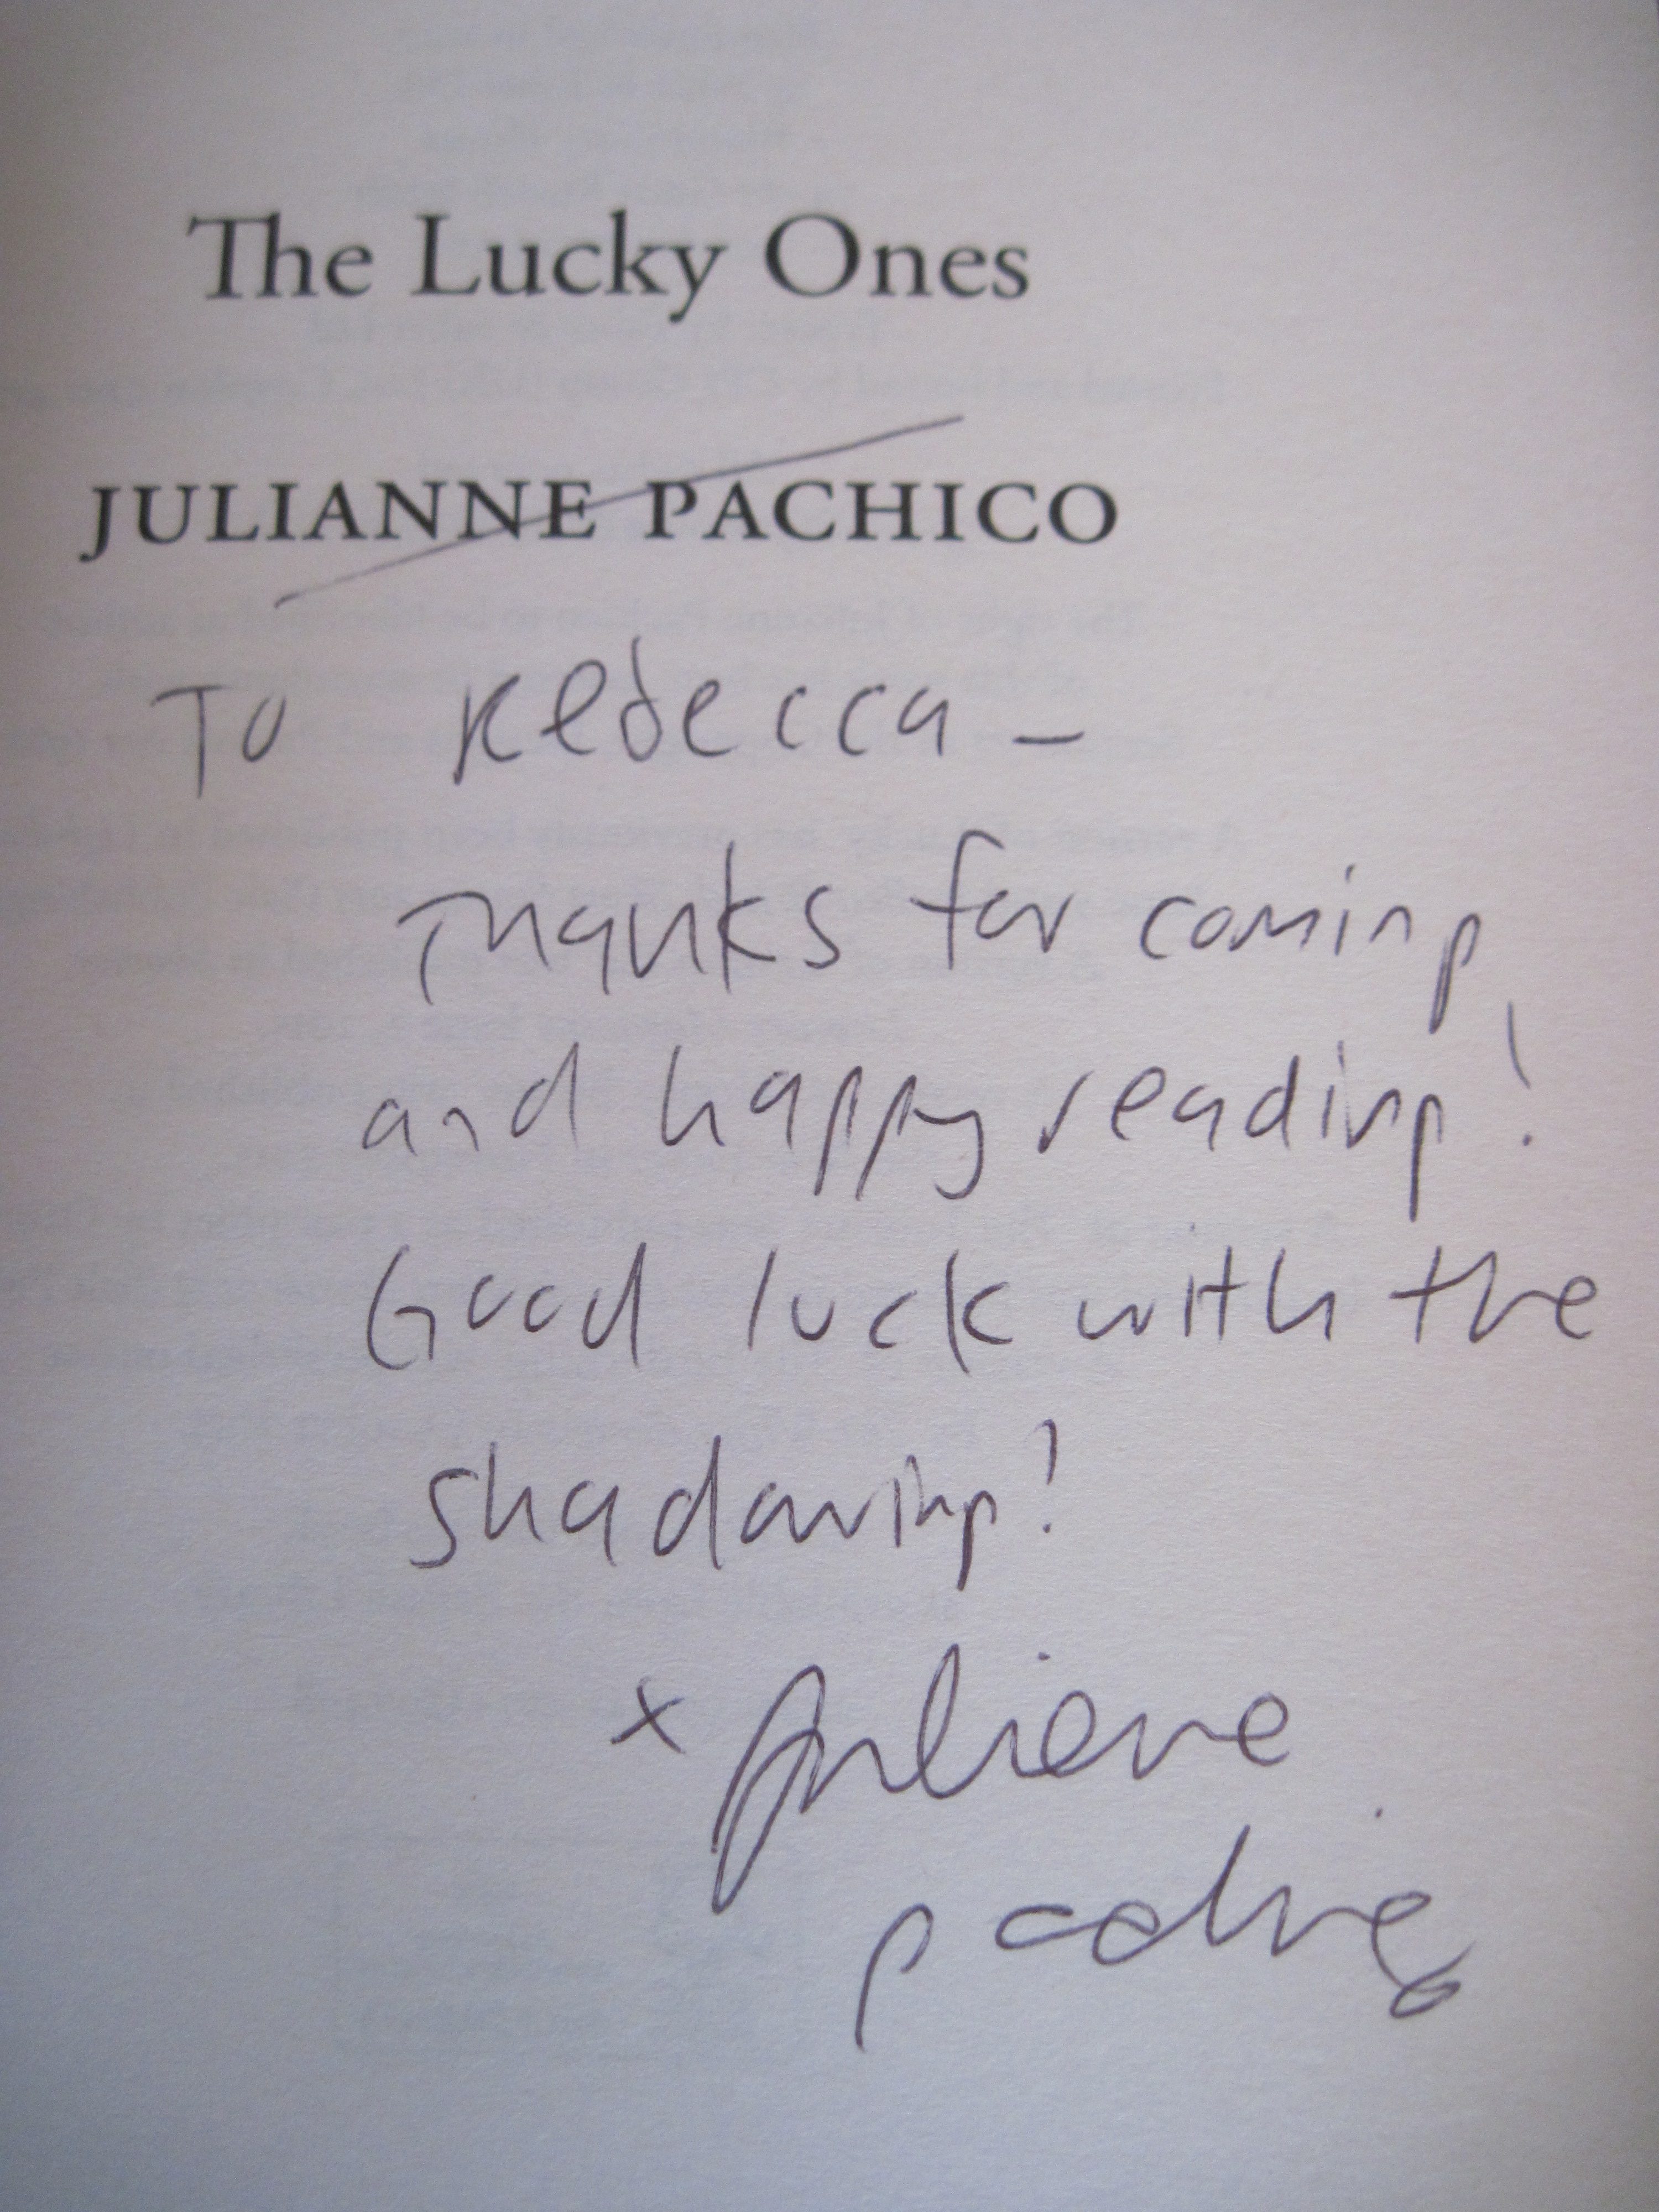 The Lucky Ones
JULIANNE PACHICO
To Rebecca –
Thanks for coming
and happy reading!
Good luck with the
shadowing!
x Julianne
Pachico